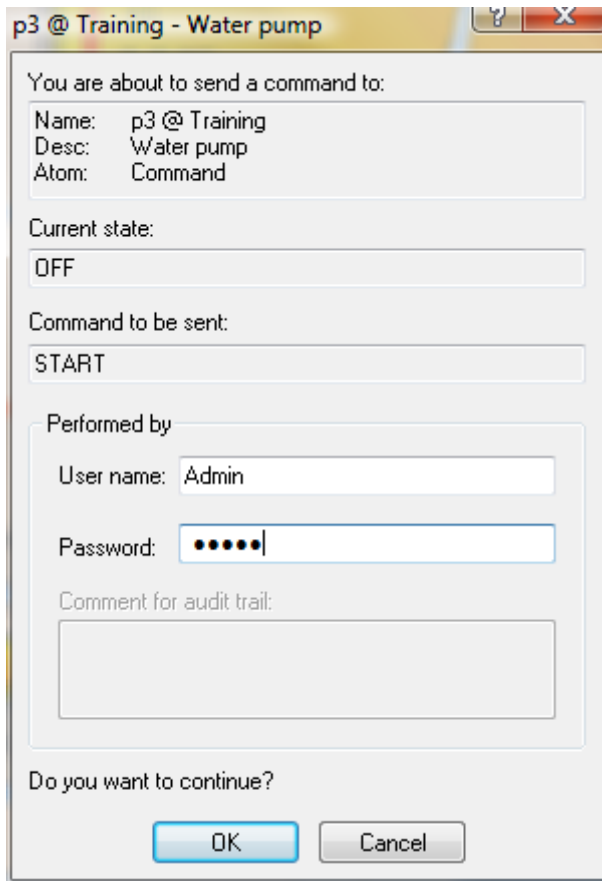 p3 @ Training - Water pump
?
X
You are about to send a command to:
Name: p3 @ Training
Desc: Water pump
Atom: Command
Current state:
OFF
Command to be sent:
START
Performed by
User name: Admin
Password: •••••
Comment for audit trail:
Do you want to continue?
OK Cancel